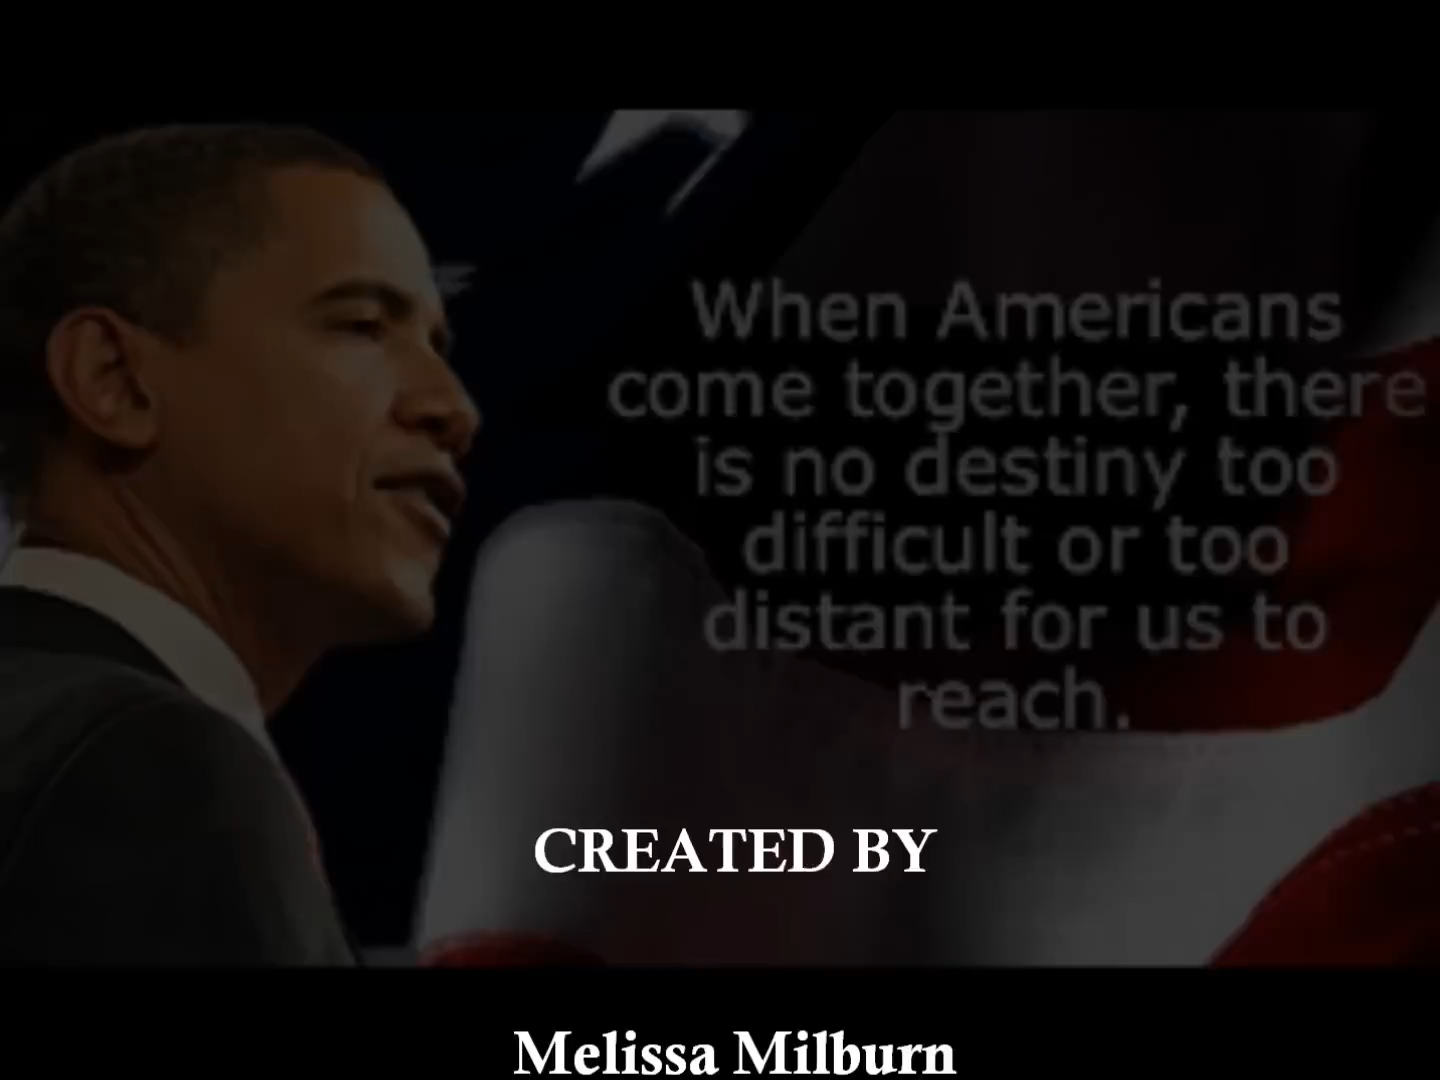 When Americans
come together, there
is no destiny too
difficult or too
distant for us to
reach.
CREATED BY
Melissa Milburn